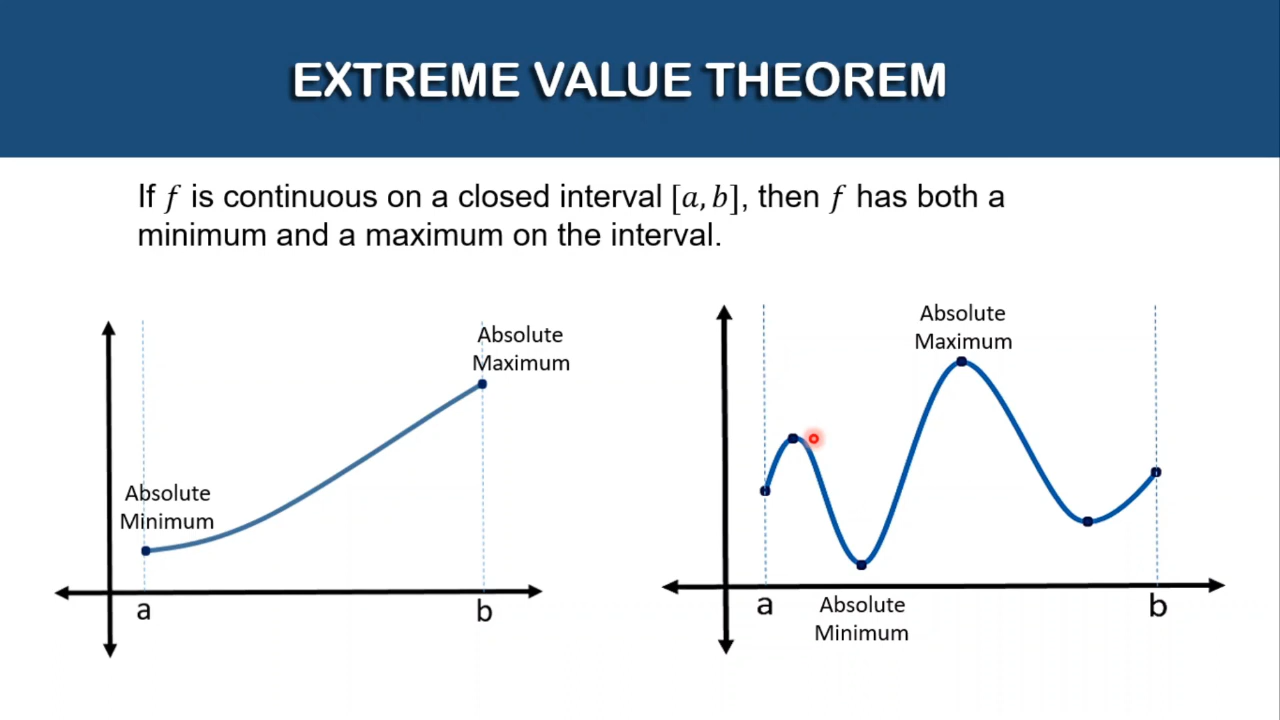 EXTREME VALUE THEOREM
If f is continuous on a closed interval [a, b], then f has both a
minimum and a maximum on the interval.
Absolute
Maximum
Absolute
Minimum
a
b
Absolute
Maximum
a
Absolute
Minimum
b